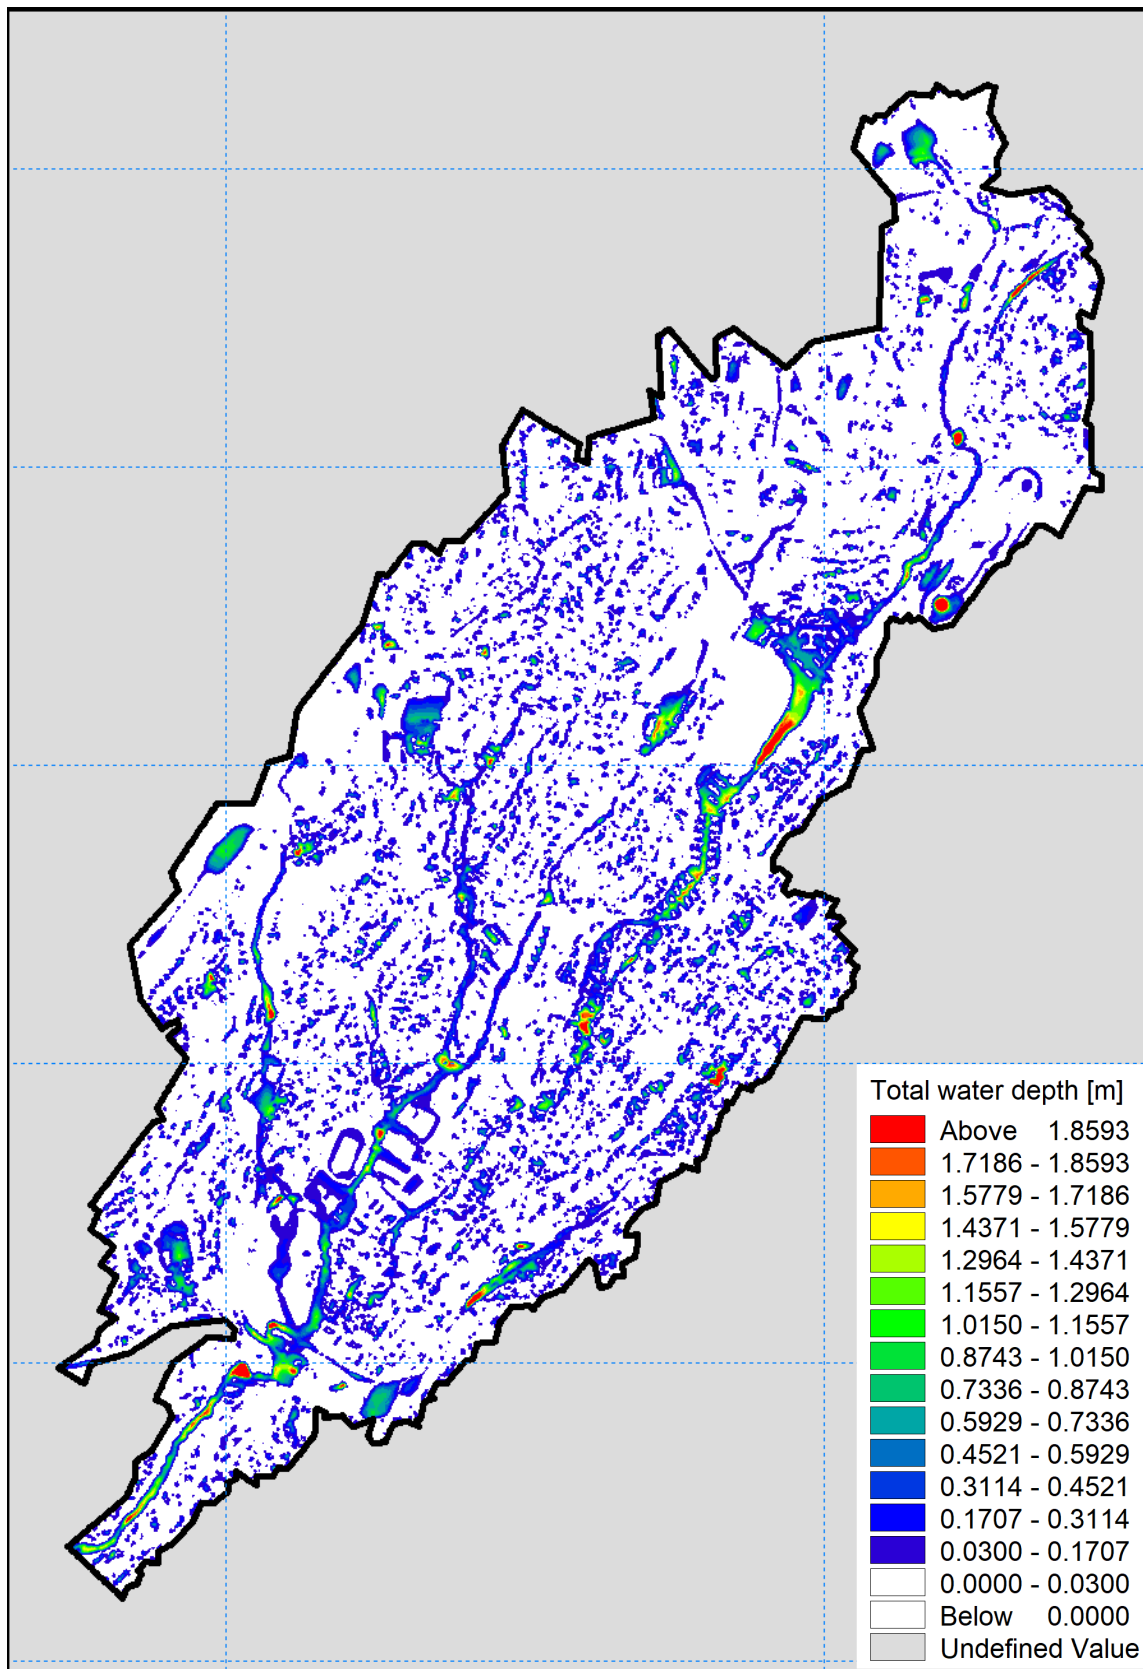 Total water depth [m]
Above 1.8593
1.7186 - 1.8593
1.5779 - 1.7186
1.4371 - 1.5779
1.2964 - 1.4371
1.1557 - 1.2964
1.0150 - 1.1557
0.8743 - 1.0150
0.7336 - 0.8743
0.5929 - 0.7336
0.4521 - 0.5929
0.3114 - 0.4521
0.1707 - 0.3114
0.0300 - 0.1707
0.0000 - 0.0300
Below 0.0000
Undefined Value